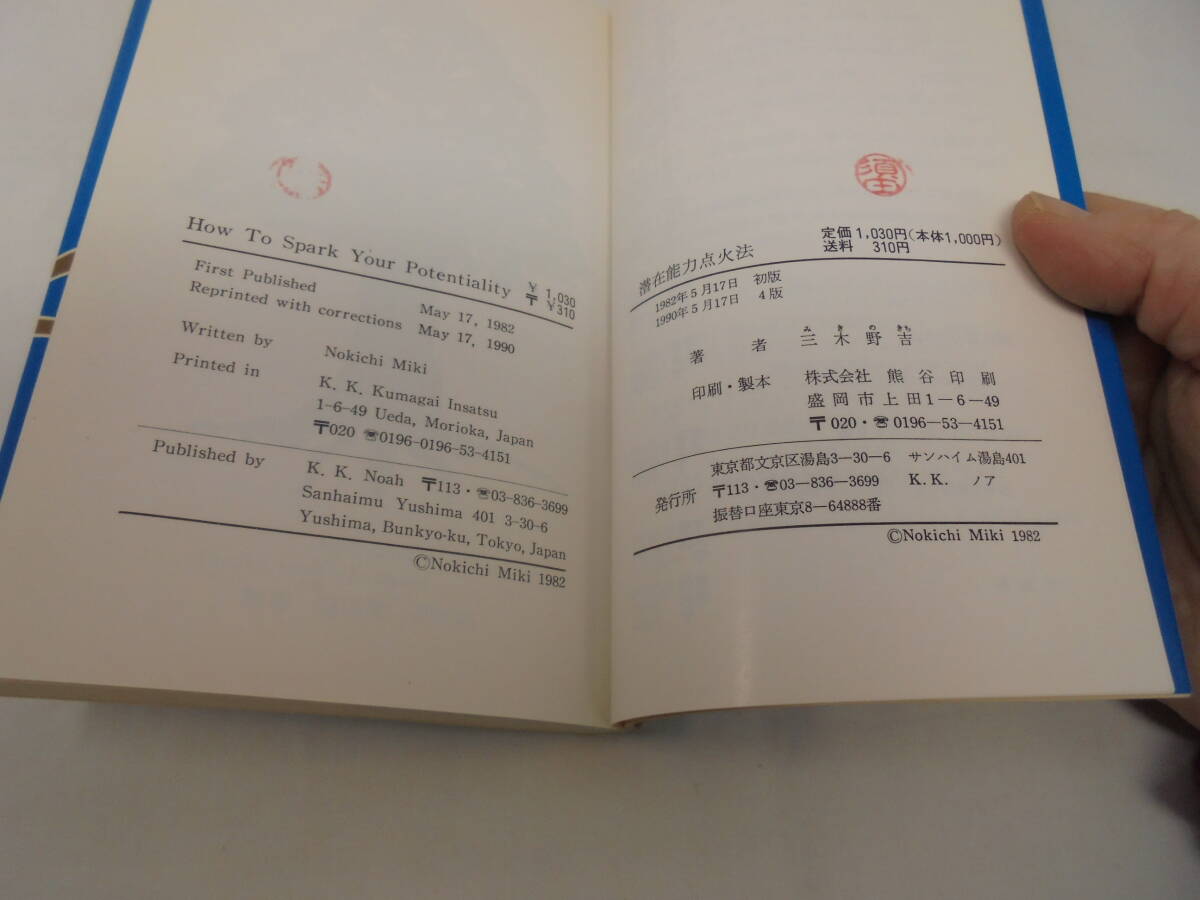 How To Spark Your Potentiality
¥ 1,030
〒 ¥310
First Published May 17, 1982
Reprinted with corrections May 17, 1990
Written by Nokichi Miki
Printed in K. K. Kumagai Insatsu
1-6-49 Ueda, Morioka, Japan
〒020 ☏0196-0196-53-4151
Published by K. K. Noah 〒113・☏03-836-3699
Sanhaimu Yushima 401 3-30-6
Yushima, Bunkyo-ku, Tokyo, Japan
©Nokichi Miki 1982
潜在能力点火法
定価 1,030円(本体1,000円)
送料 310円
1982年5月17日 初版
1990年5月17日 4版
みきのきち
著者 三木野吉
印刷・製本 株式会社 熊谷印刷
盛岡市上田1-6-49
〒020・☏0196-53-4151
東京都文京区湯島3-30-6 サンハイム湯島401
発行所 〒113・☏03-836-3699 K.K. ノア
振替口座東京8-64888番
©Nokichi Miki 1982